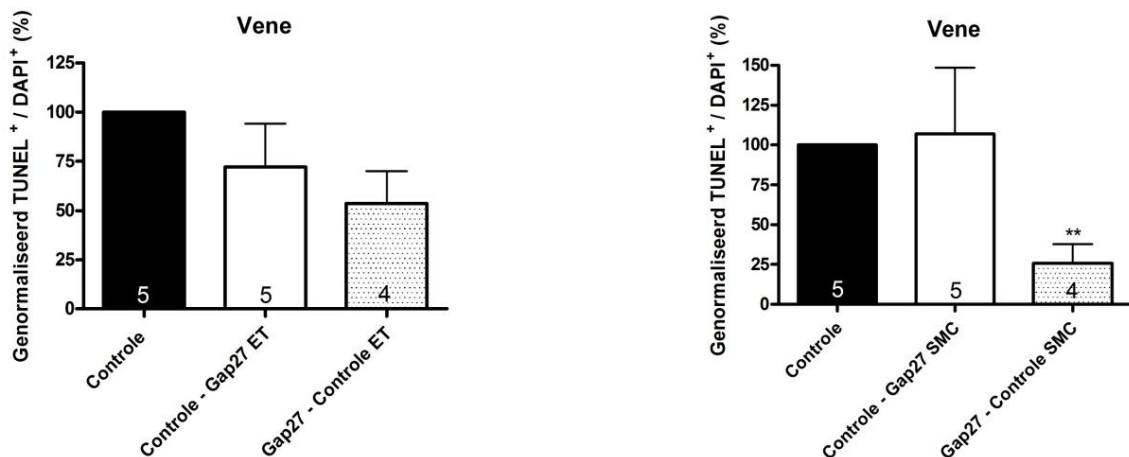 Vene
Genormaliseerd TUNEL⁺ / DAPI⁺ (%)
125
100
75
50
25
0
5
5
4
Controle
Controle - Gap27 ET
Gap27 - Controle ET
Vene
Genormaliseerd TUNEL⁺ / DAPI⁺ (%)
150
125
100
75
50
25
0
**
5
5
4
Controle
Controle - Gap27 SMC
Gap27 - Controle SMC